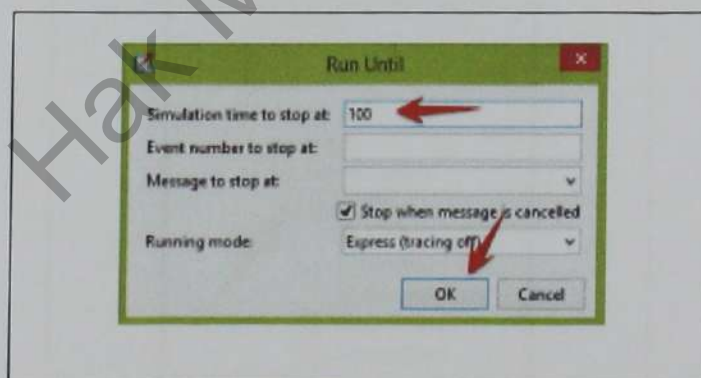 Hak M
Run Until
Simulation time to stop at: 100
Event number to stop at:
Message to stop at:
Stop when message is cancelled
Running mode: Express (tracing off)
OK Cancel